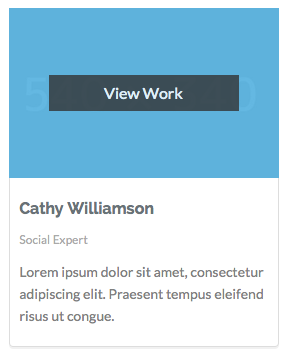 View Work
Cathy Williamson
Social Expert
Lorem ipsum dolor sit amet, consectetur
adipiscing elit. Praesent tempus eleifend
risus ut congue.